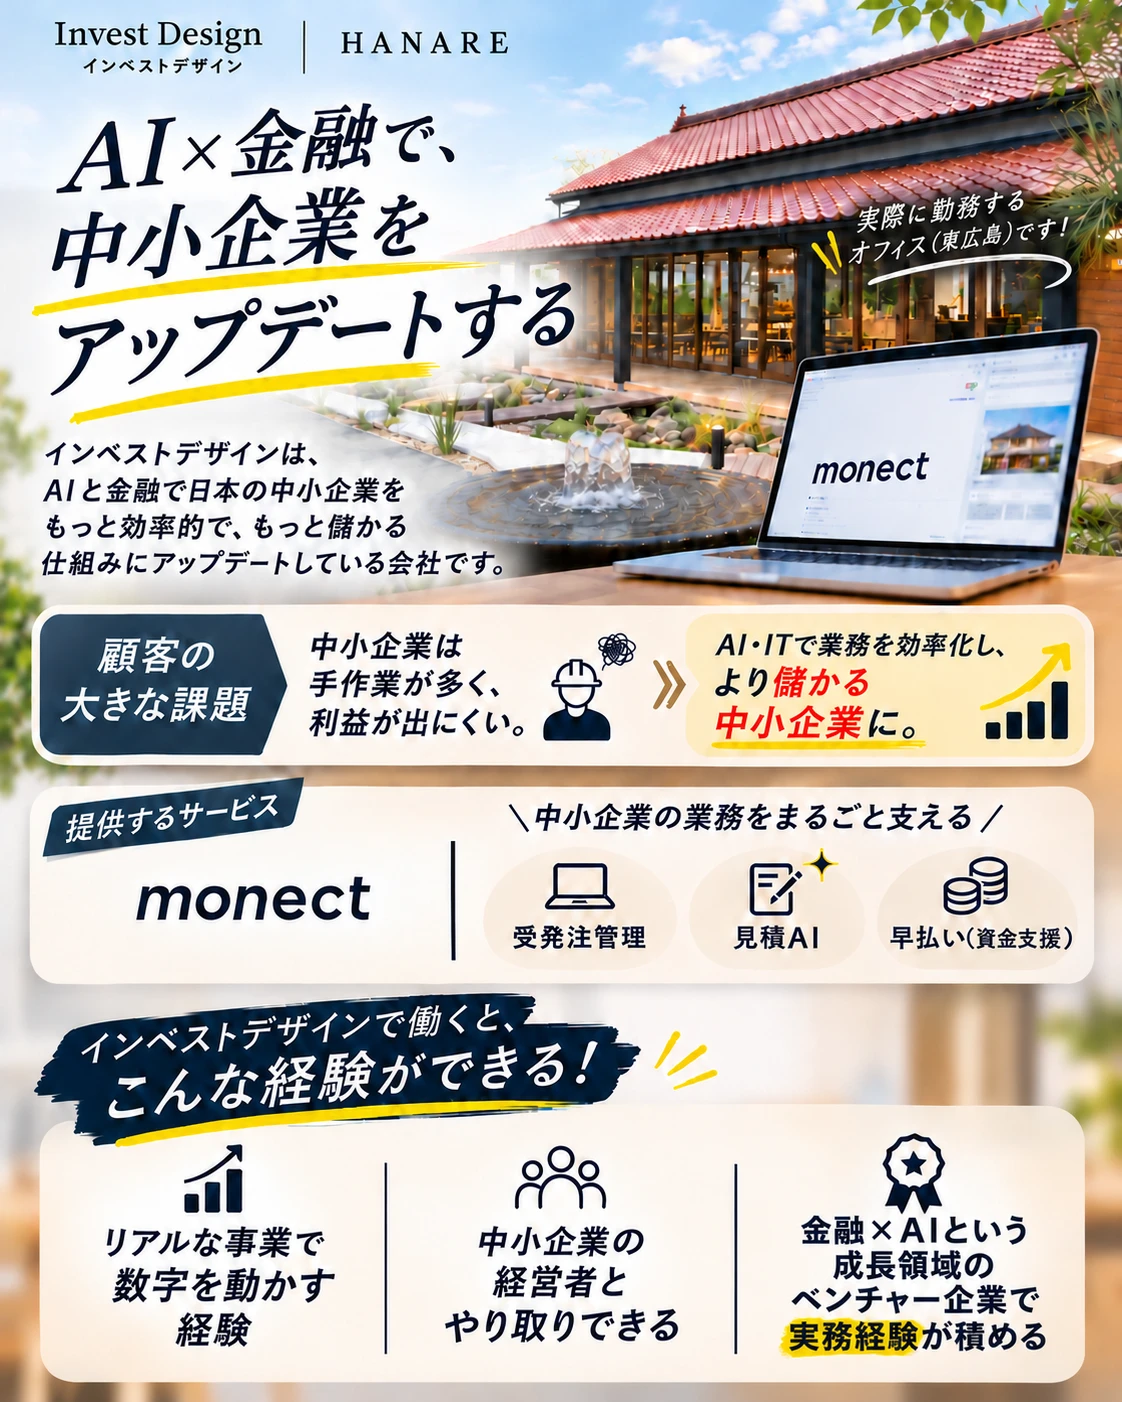 Invest Design
インベストデザイン
HANARE
AI×金融で、
中小企業を
アップデートする
実際に勤務する
オフィス(東広島)です!
インベストデザインは、
AIと金融で日本の中小企業を
もっと効率的で、もっと儲かる
仕組みにアップデートしている会社です。
monect
顧客の
大きな課題
中小企業は
手作業が多く、
利益が出にくい。
AI・ITで業務を効率化し、
より儲かる
中小企業に。
提供するサービス
monect
\中小企業の業務をまるごと支える/
受発注管理
見積AI
早払い(資金支援)
インベストデザインで働くと、
こんな経験ができる!
リアルな事業で
数字を動かす
経験
中小企業の
経営者と
やり取りできる
金融×AIという
成長領域の
ベンチャー企業で
実務経験が積める